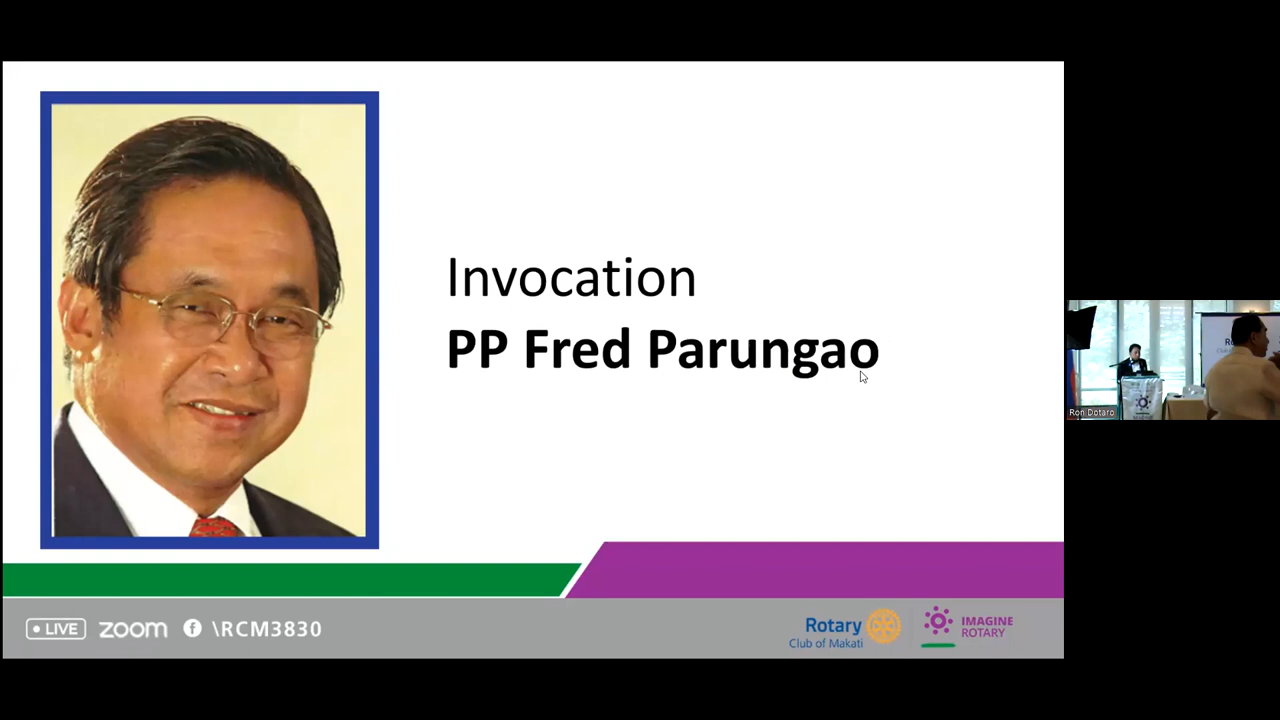 Invocation
PP Fred Parungao
LIVE zoom \RCM3830
Rotary
Club of Makati
IMAGINE
ROTARY
Ron Dotaro